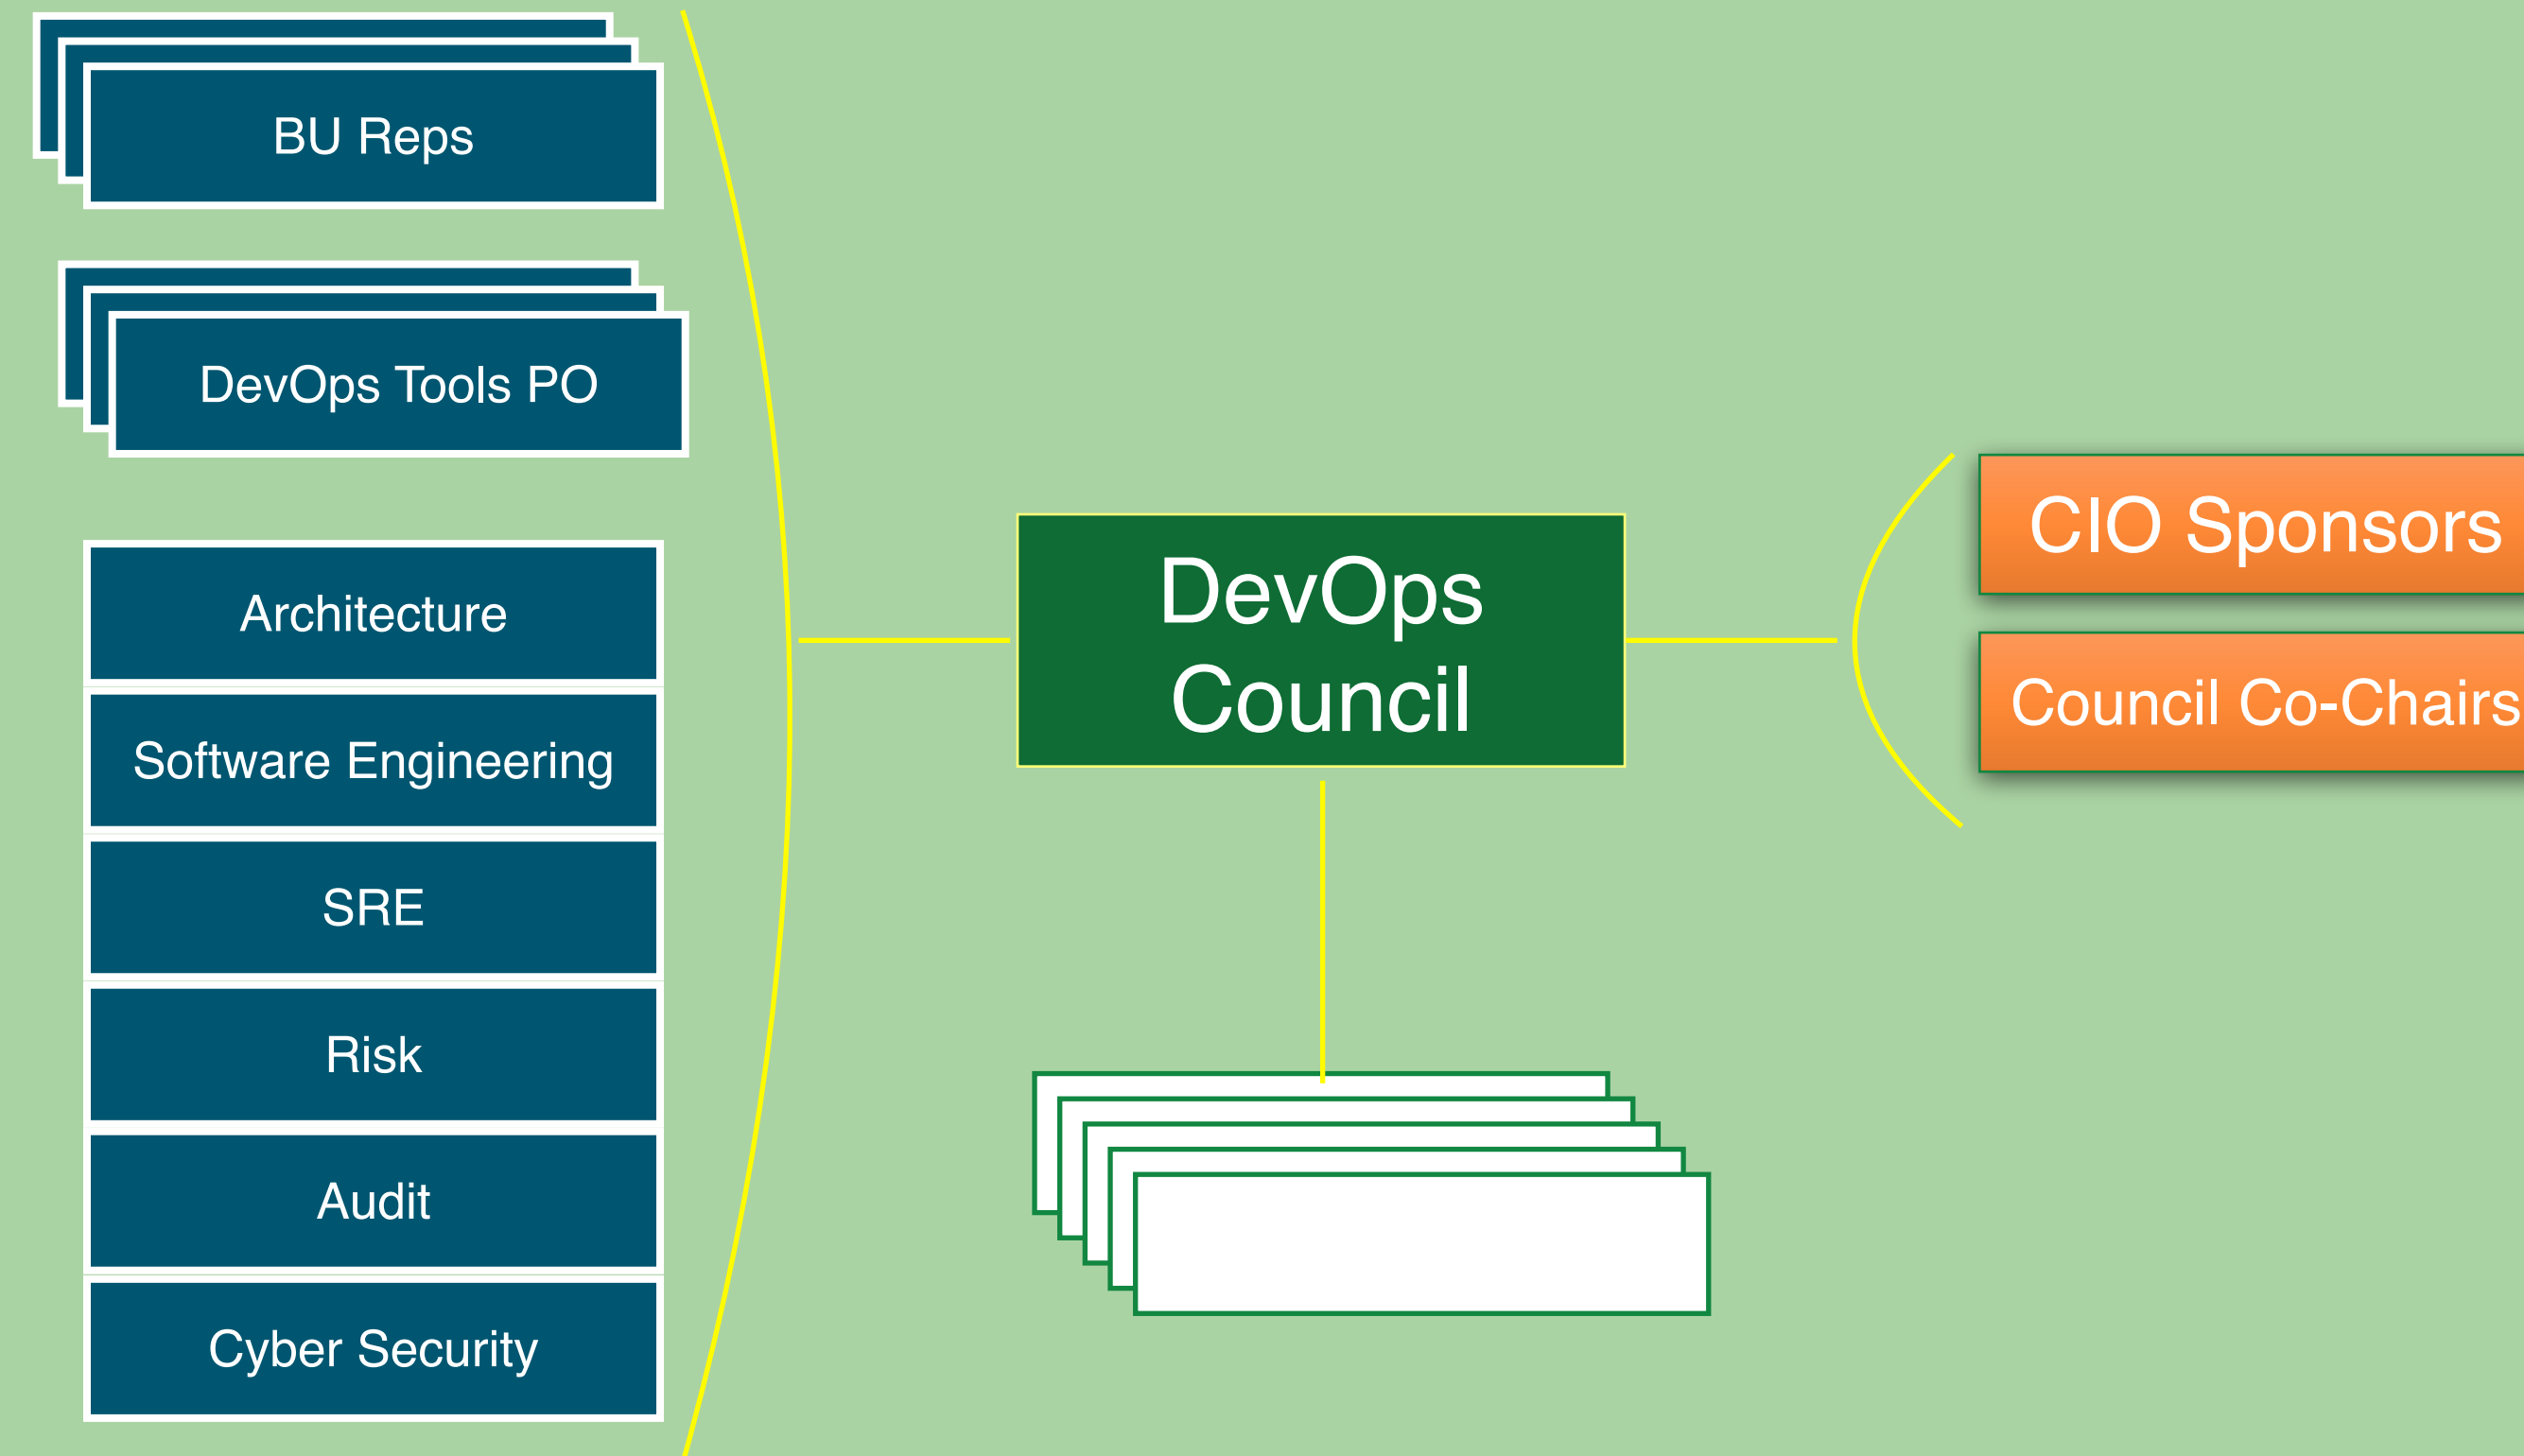 BU Reps
DevOps Tools PO
Architecture
Software Engineering
SRE
Risk
Audit
Cyber Security
DevOps
Council
CIO Sponsors
Council Co-Chairs